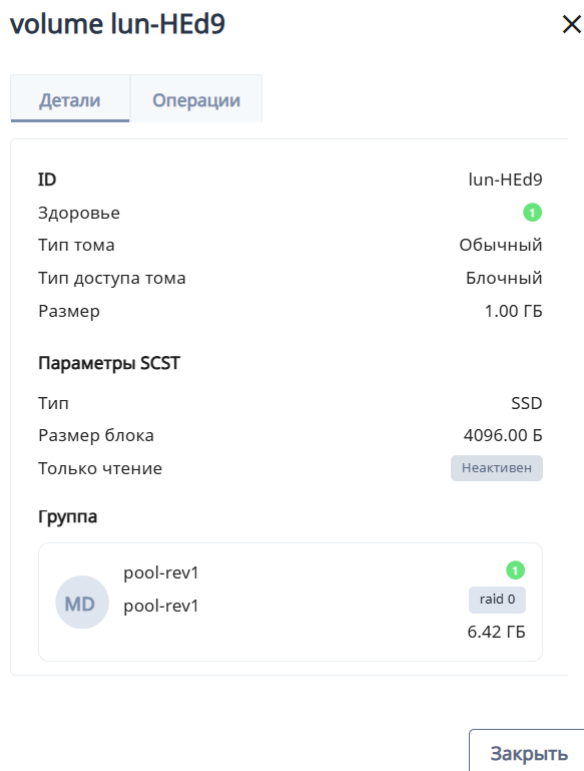 volume lun-HEd9
Детали Операции
ID lun-HEd9
Здоровье 1
Тип тома Обычный
Тип доступа тома Блочный
Размер 1.00 ГБ
Параметры SCST
Тип SSD
Размер блока 4096.00 Б
Только чтение Неактивен
Группа
pool-rev1 1
MD pool-rev1 raid 0
6.42 ГБ
Закрыть